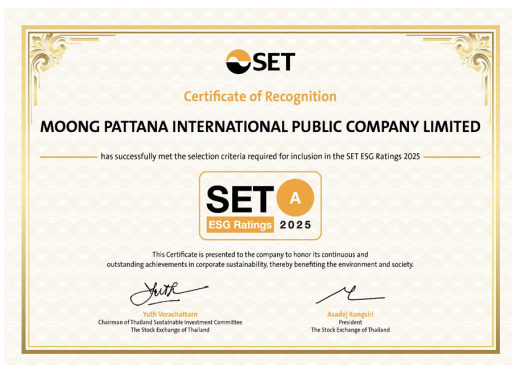 SET
Certificate of Recognition
MOONG PATTANA INTERNATIONAL PUBLIC COMPANY LIMITED
has successfully met the selection criteria required for inclusion in the SET ESG Ratings 2025
SET A
ESG Ratings 2025
This Certificate is presented to the company to honor its continuous and
outstanding achievements in corporate sustainability, thereby benefiting the environment and society.
Yuth Vorachattarn
Chairman of Thailand Sustainable Investment Committee
The Stock Exchange of Thailand
Asadej Kongsiri
President
The Stock Exchange of Thailand